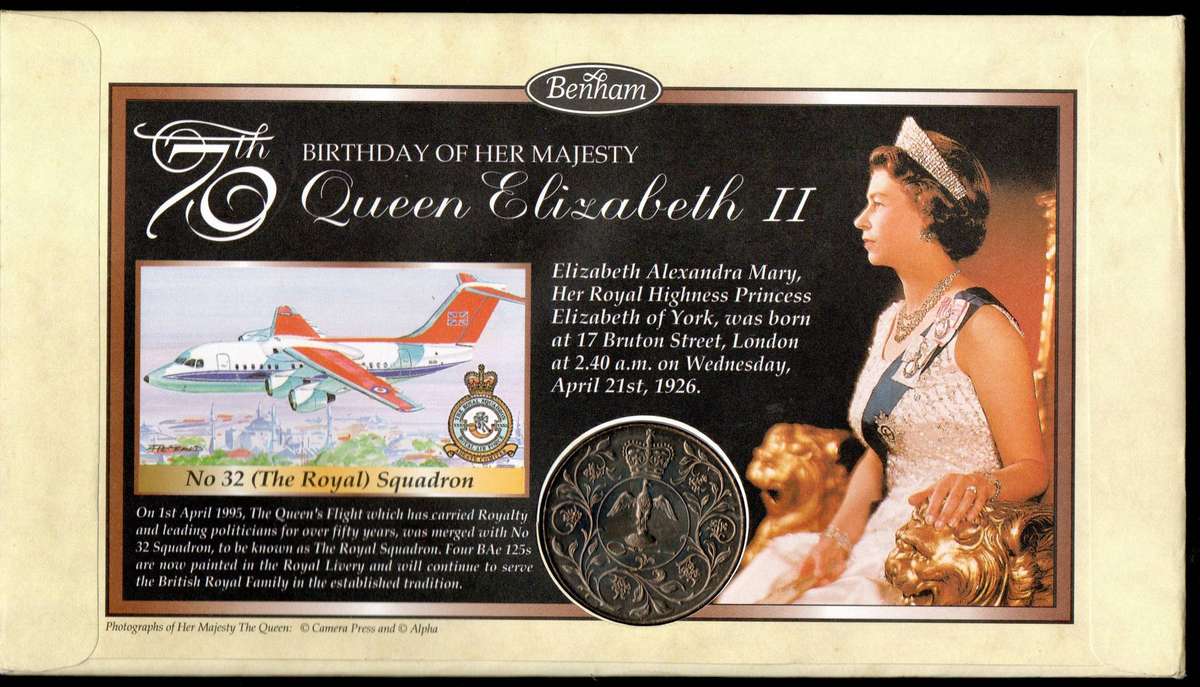 Benham
70th
BIRTHDAY OF HER MAJESTY
Queen Elizabeth II
Elizabeth Alexandra Mary,
Her Royal Highness Princess
Elizabeth of York, was born
at 17 Bruton Street, London
at 2.40 a.m. on Wednesday,
April 21st, 1926.
No 32 (The Royal) Squadron
On 1st April 1995, The Queen's Flight which has carried Royalty
and leading politicians for over fifty years, was merged with No
32 Squadron, to be known as The Royal Squadron. Four BAe 125s
are now painted in the Royal Livery and will continue to serve
the British Royal Family in the established tradition.
Photographs of Her Majesty The Queen: © Camera Press and © Alpha